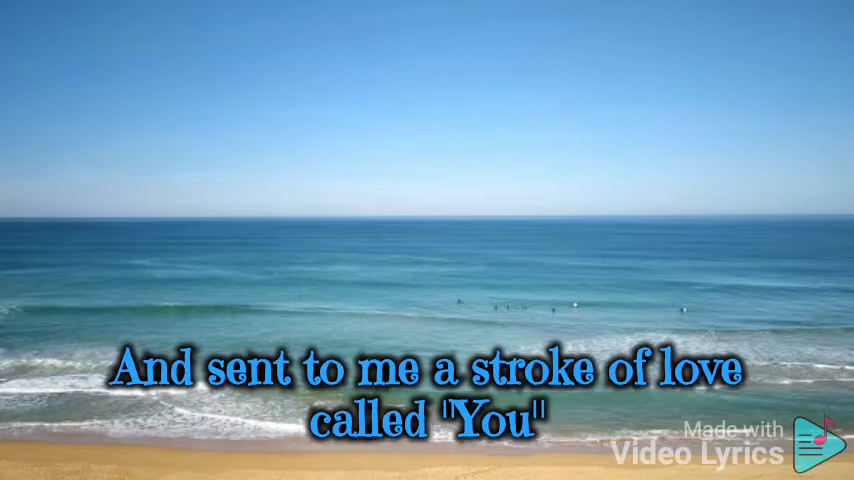 And sent to me a stroke of love
called "You"
Made with
Video Lyrics